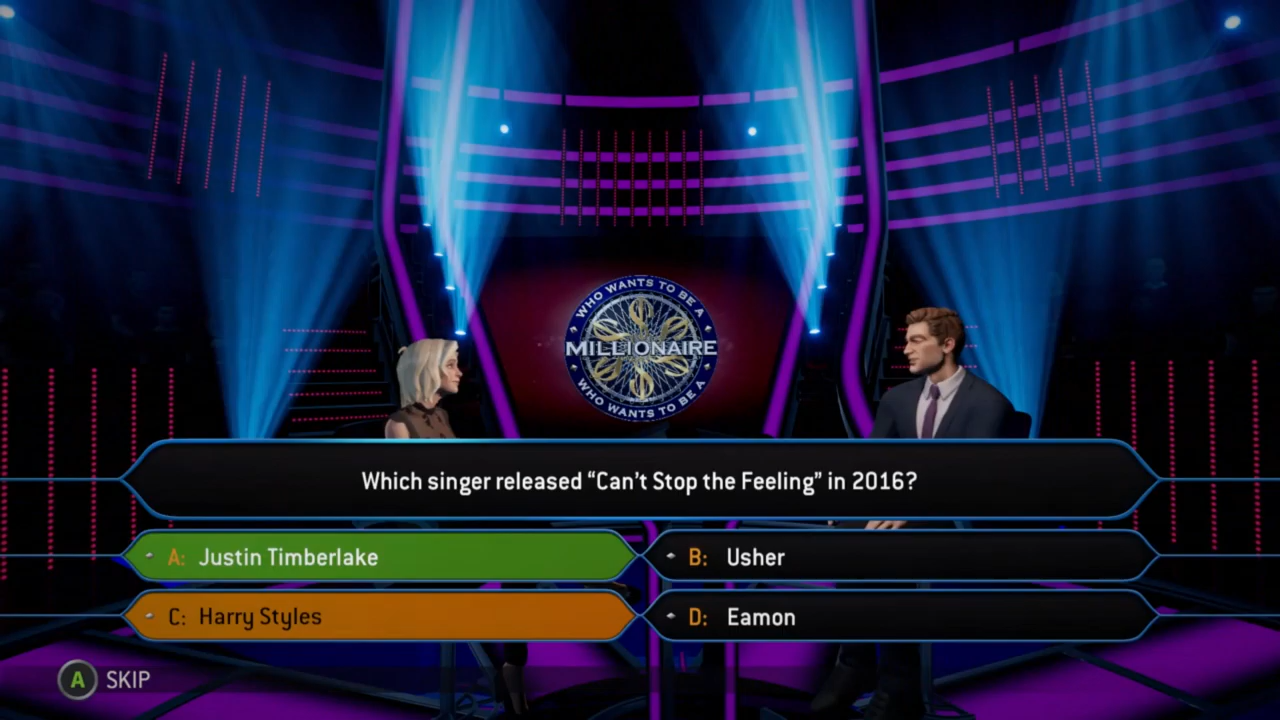 WHO WANTS TO BE A
MILLIONAIRE
WHO WANTS TO BE A
Which singer released “Can’t Stop the Feeling” in 2016?
A: Justin Timberlake
B: Usher
C: Harry Styles
D: Eamon
A SKIP